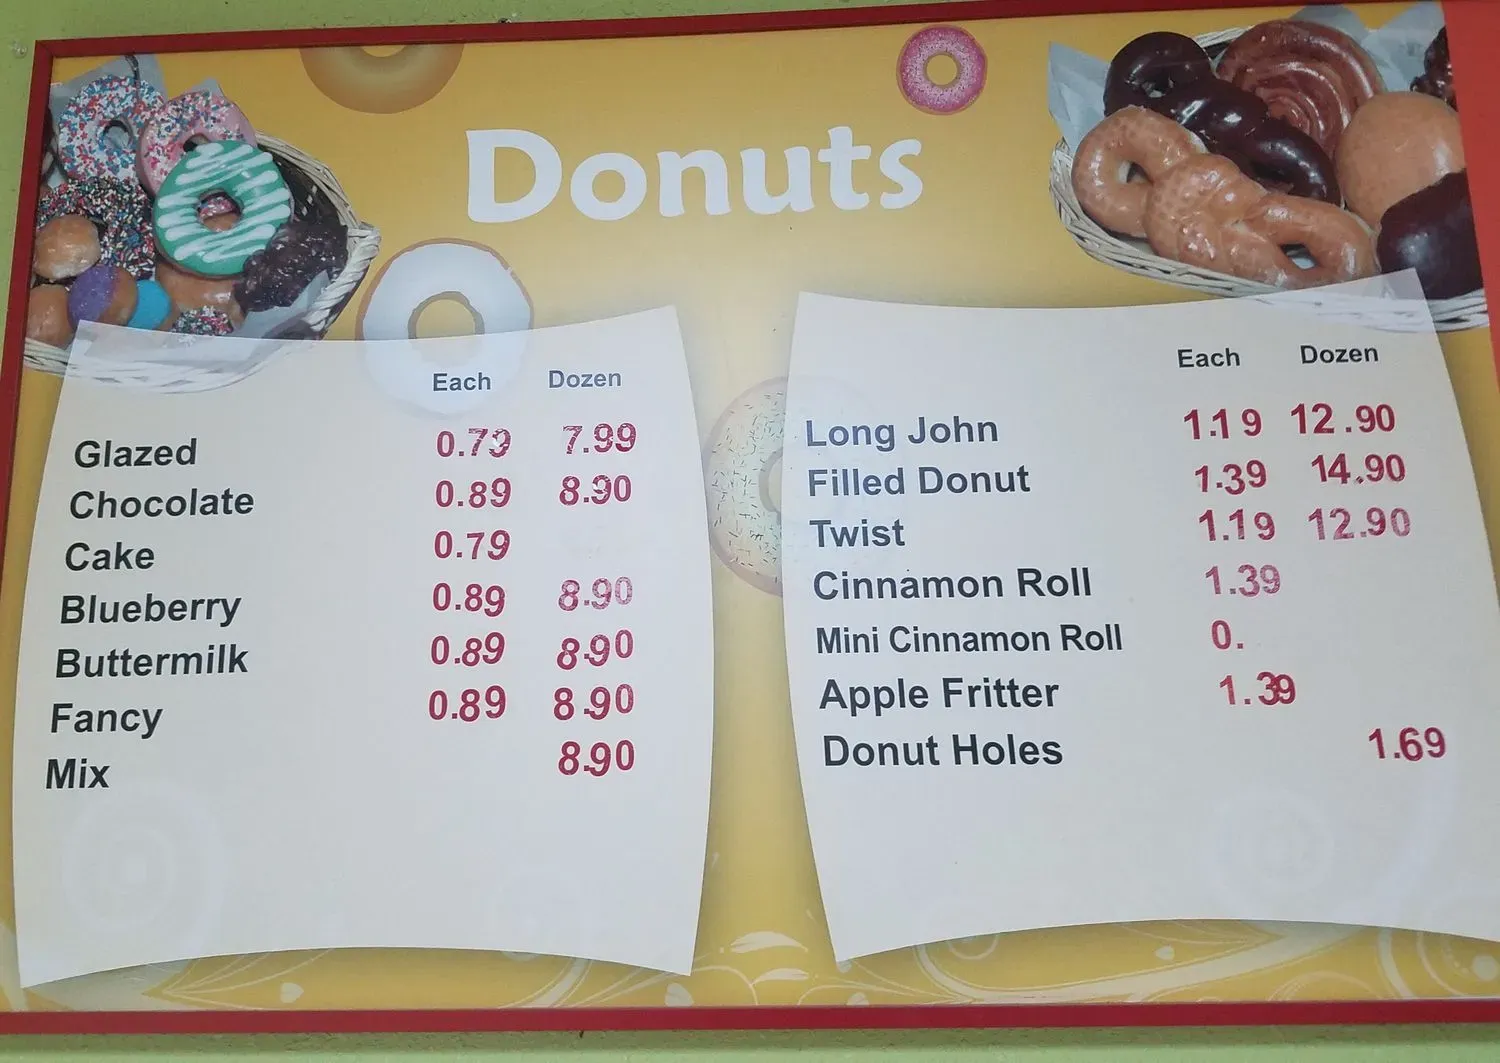 Donuts
Each Dozen
Glazed 0.79 7.99
Chocolate 0.89 8.90
Cake 0.79
Blueberry 0.89 8.90
Buttermilk 0.89 8.90
Fancy 0.89 8.90
Mix 8.90
Each Dozen
Long John 1.19 12.90
Filled Donut 1.39 14.90
Twist 1.19 12.90
Cinnamon Roll 1.39
Mini Cinnamon Roll 0.
Apple Fritter 1.39
Donut Holes 1.69